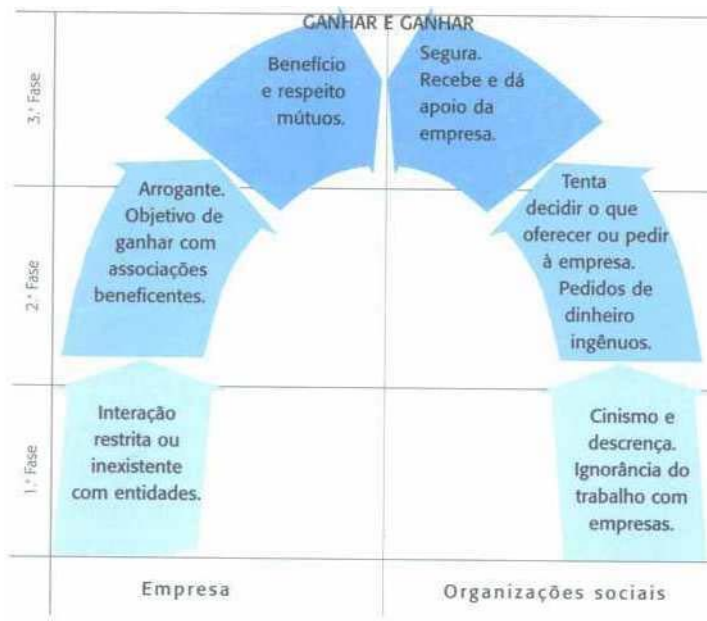 GANHAR E GANHAR
3.ª Fase
Benefício
e respeito
mútuos.
Segura.
Recebe e dá
apoio da
empresa.
2.ª Fase
Arrogante.
Objetivo de
ganhar com
associações
beneficentes.
Tenta
decidir o que
oferecer ou pedir
à empresa.
Pedidos de
dinheiro
ingênuos.
1.ª Fase
Interação
restrita ou
inexistente
com entidades.
Cinismo e
descrença.
Ignorância do
trabalho com
empresas.
Empresa
Organizações sociais